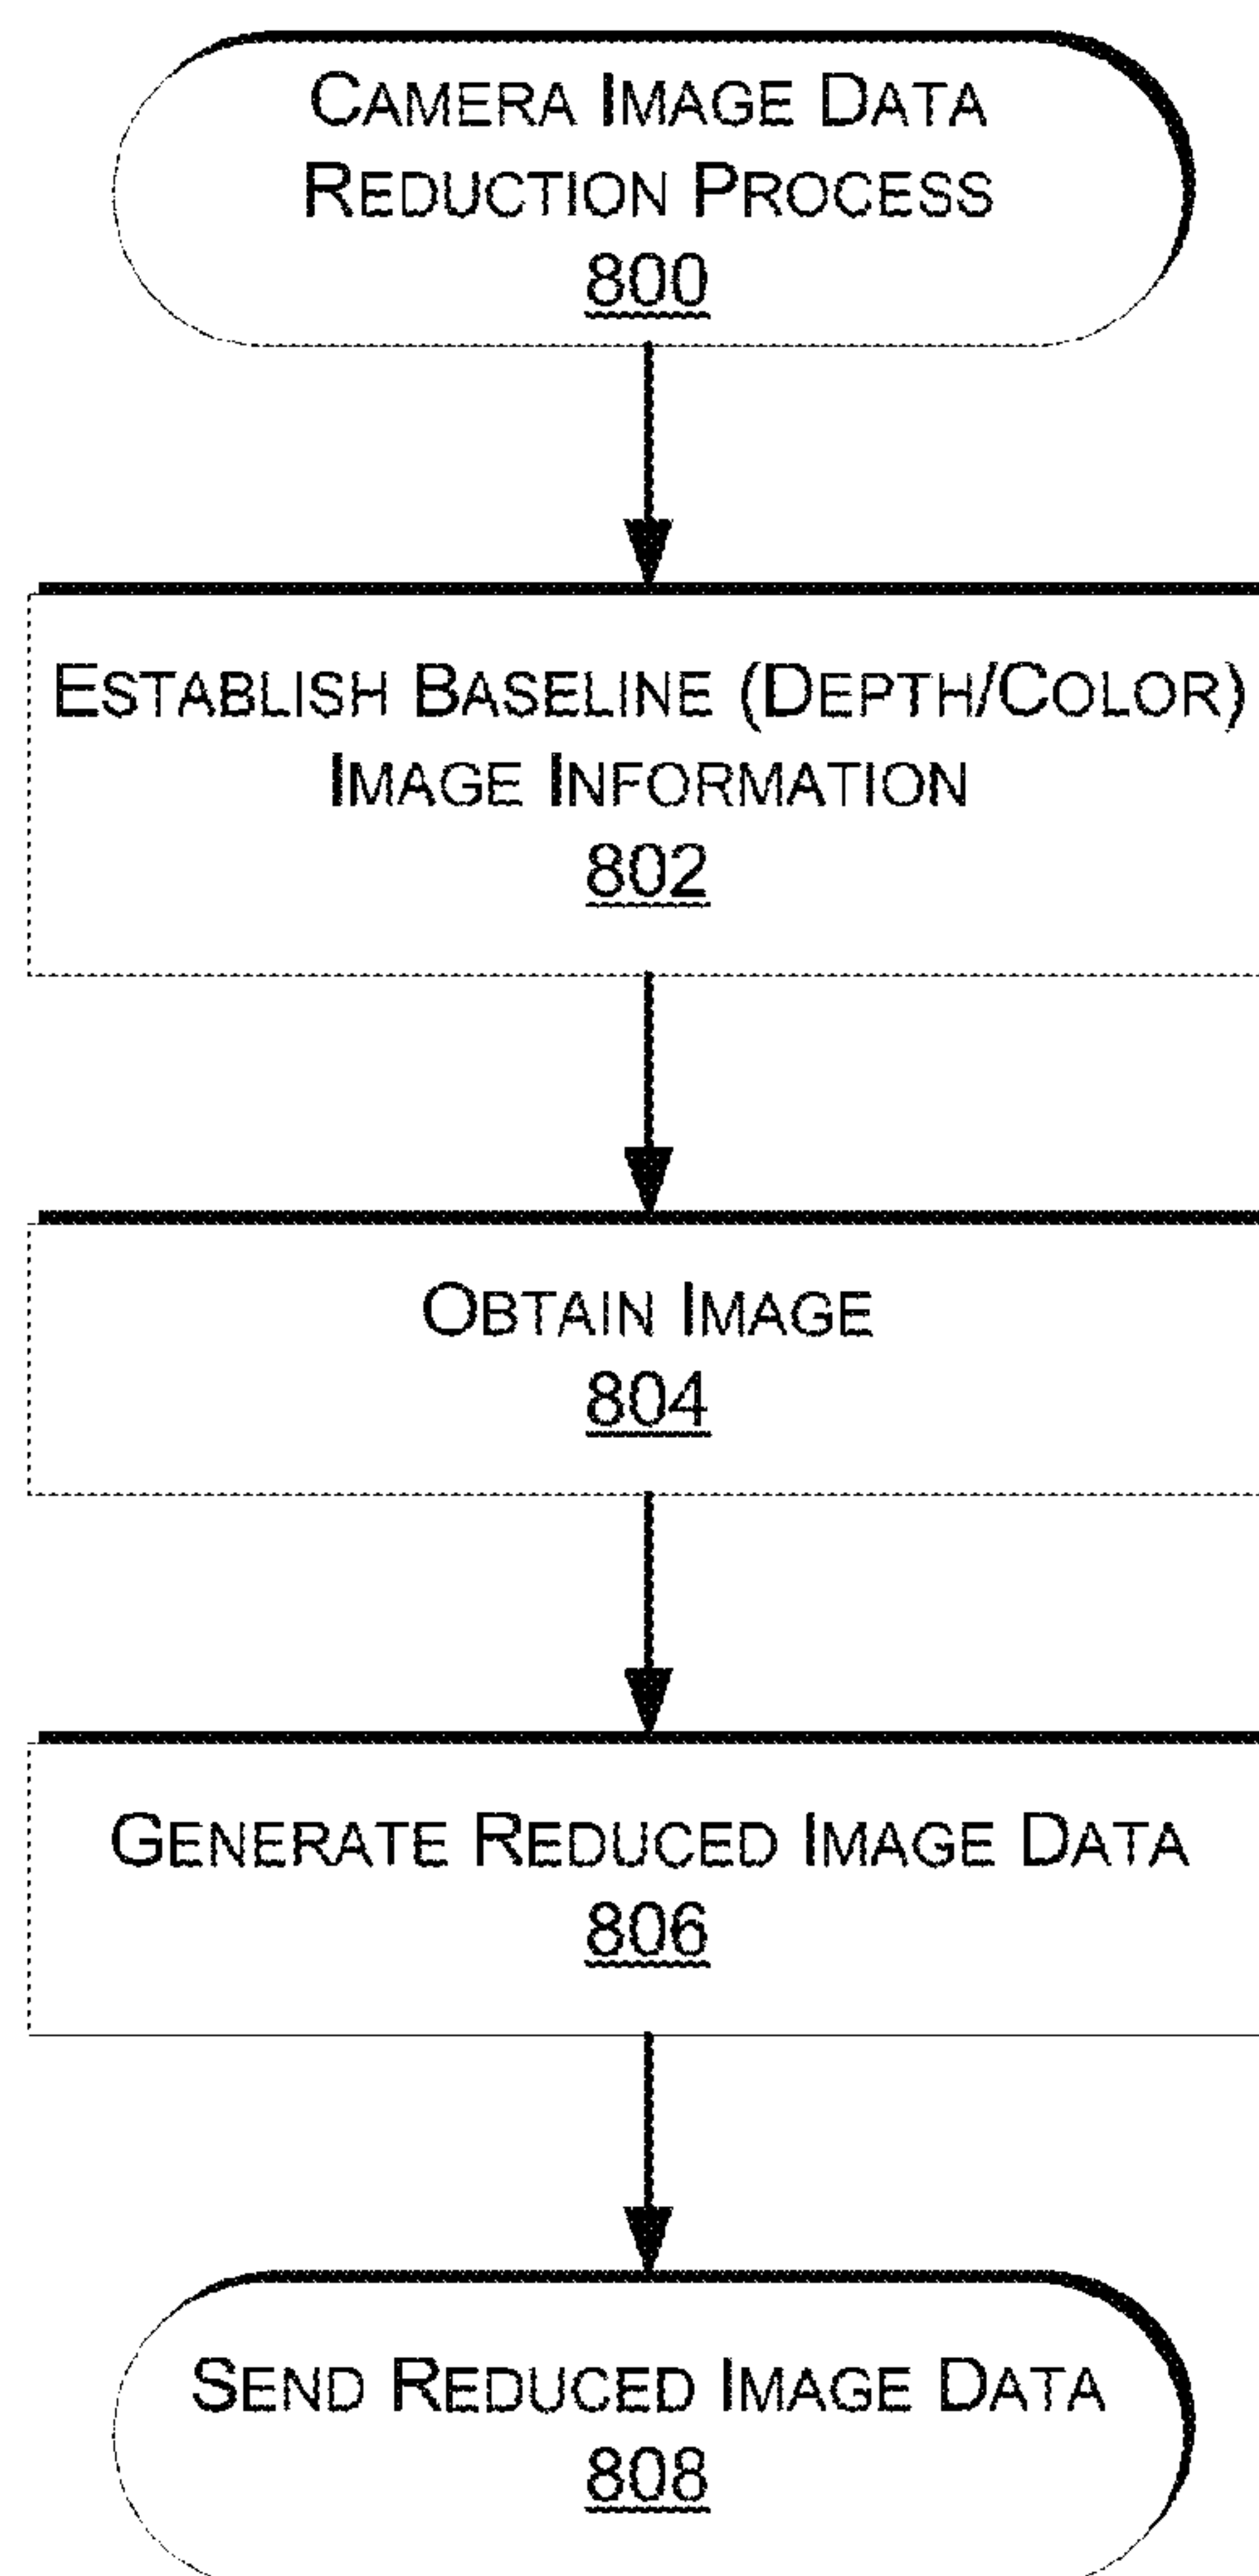 CAMERA IMAGE DATA
REDUCTION PROCESS
800
ESTABLISH BASELINE (DEPTH/COLOR)
IMAGE INFORMATION
802
OBTAIN IMAGE
804
GENERATE REDUCED IMAGE DATA
806
SEND REDUCED IMAGE DATA
808